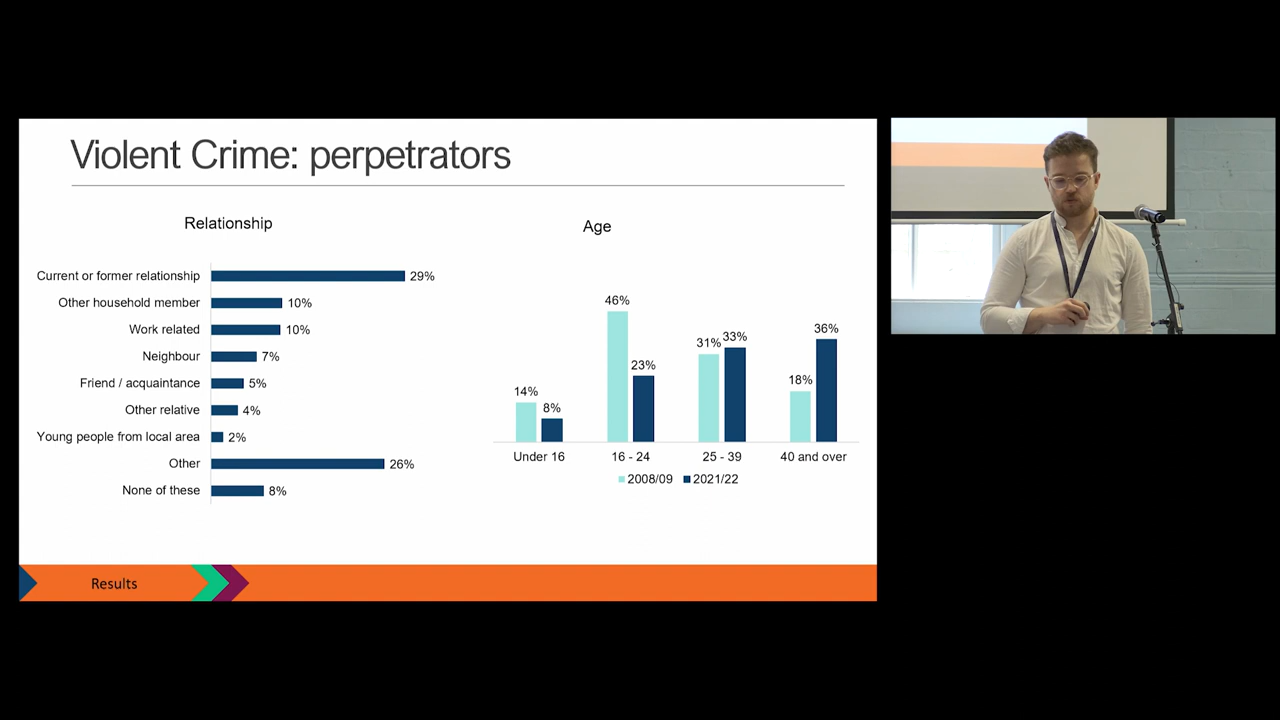 Violent Crime: perpetrators
Relationship
Current or former relationship 29%
Other household member 10%
Work related 10%
Neighbour 7%
Friend / acquaintance 5%
Other relative 4%
Young people from local area 2%
Other 26%
None of these 8%
Age
14% 8% 46% 23% 31% 33% 18% 36%
Under 16 16 - 24 25 - 39 40 and over
2008/09 2021/22
Results